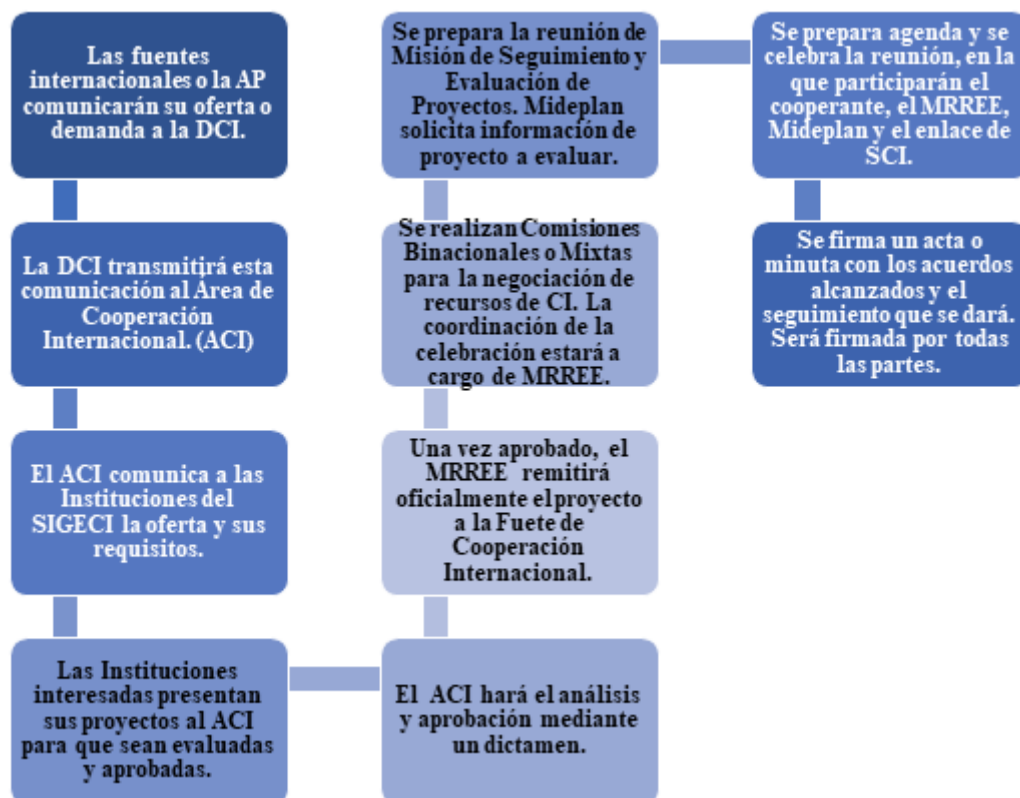 Las fuentes
internacionales o la AP
comunicarán su oferta o
demanda a la DCI.
La DCI transmitirá esta
comunicación al Área de
Cooperación
Internacional. (ACI)
El ACI comunica a las
Instituciones del
SIGECI la oferta y sus
requisitos.
Las Instituciones
interesadas presentan
sus proyectos al ACI
para que sean evaluadas
y aprobadas.
El ACI hará el análisis
y aprobación mediante
un dictamen.
Una vez aprobado, el
MRREE remitirá
oficialmente el proyecto
a la Fuete de
Cooperación
Internacional.
Se realizan Comisiones
Binacionales o Mixtas
para la negociación de
recursos de CI. La
coordinación de la
celebración estará a
cargo de MRREE.
Se prepara la reunión de
Misión de Seguimiento y
Evaluación de
Proyectos. Mideplan
solicita información de
proyecto a evaluar.
Se prepara agenda y se
celebra la reunión, en la
que participarán el
cooperante, el MRREE,
Mideplan y el enlace de
SCI.
Se firma un acta o
minuta con los acuerdos
alcanzados y el
seguimiento que se dará.
Será firmada por todas
las partes.